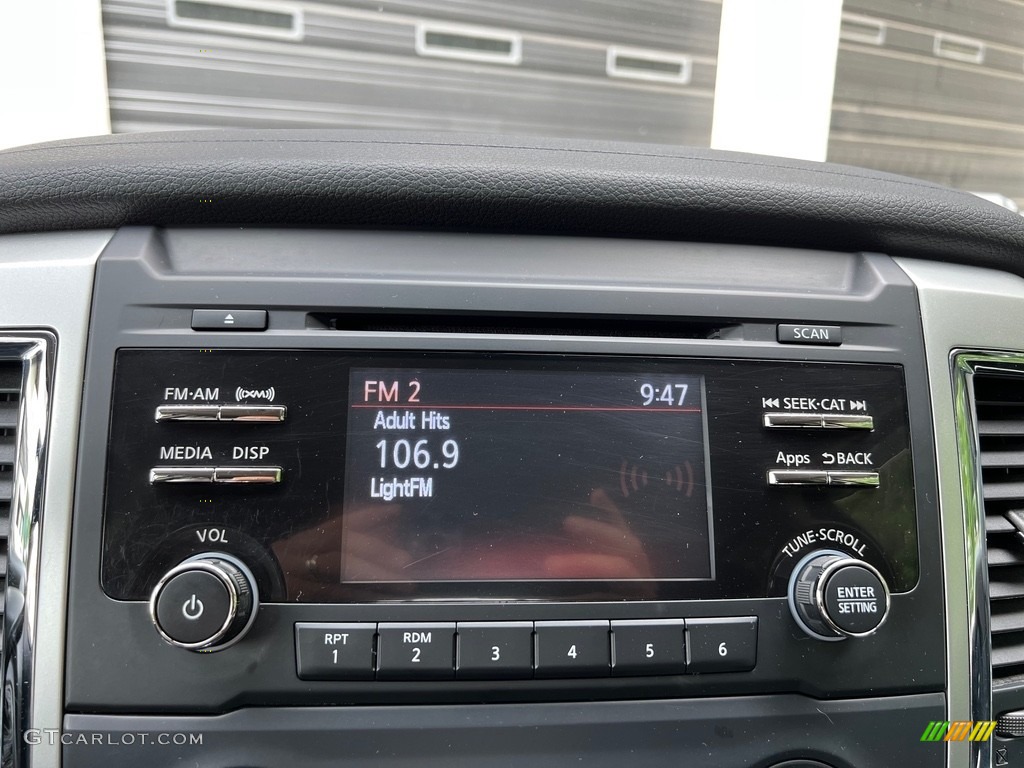 SCAN
FM·AM ((XM))
FM 2 9:47
SEEK·CAT
Adult Hits
106.9
MEDIA DISP
Apps BACK
LightFM
VOL
TUNE·SCROLL
ENTER
SETTING
RPT
1
RDM
2
3
4
5
6
GTCARLOT.COM